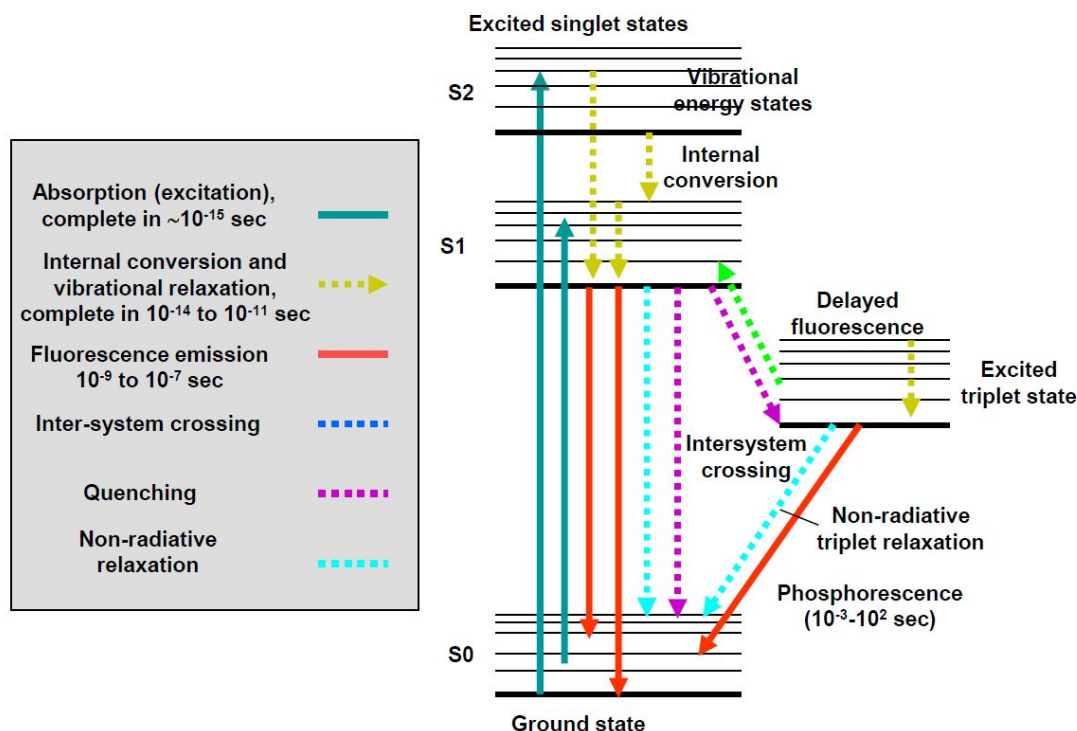 Excited singlet states
S2
Vibrational
energy states
Internal
conversion
S1
Absorption (excitation),
complete in ~10⁻¹⁵ sec
Internal conversion and
vibrational relaxation,
complete in 10⁻¹⁴ to 10⁻¹¹ sec
Fluorescence emission
10⁻⁹ to 10⁻⁷ sec
Inter-system crossing
Quenching
Non-radiative
relaxation
Delayed
fluorescence
Excited
triplet state
Intersystem
crossing
Non-radiative
triplet relaxation
Phosphorescence
(10⁻³-10² sec)
S0
Ground state